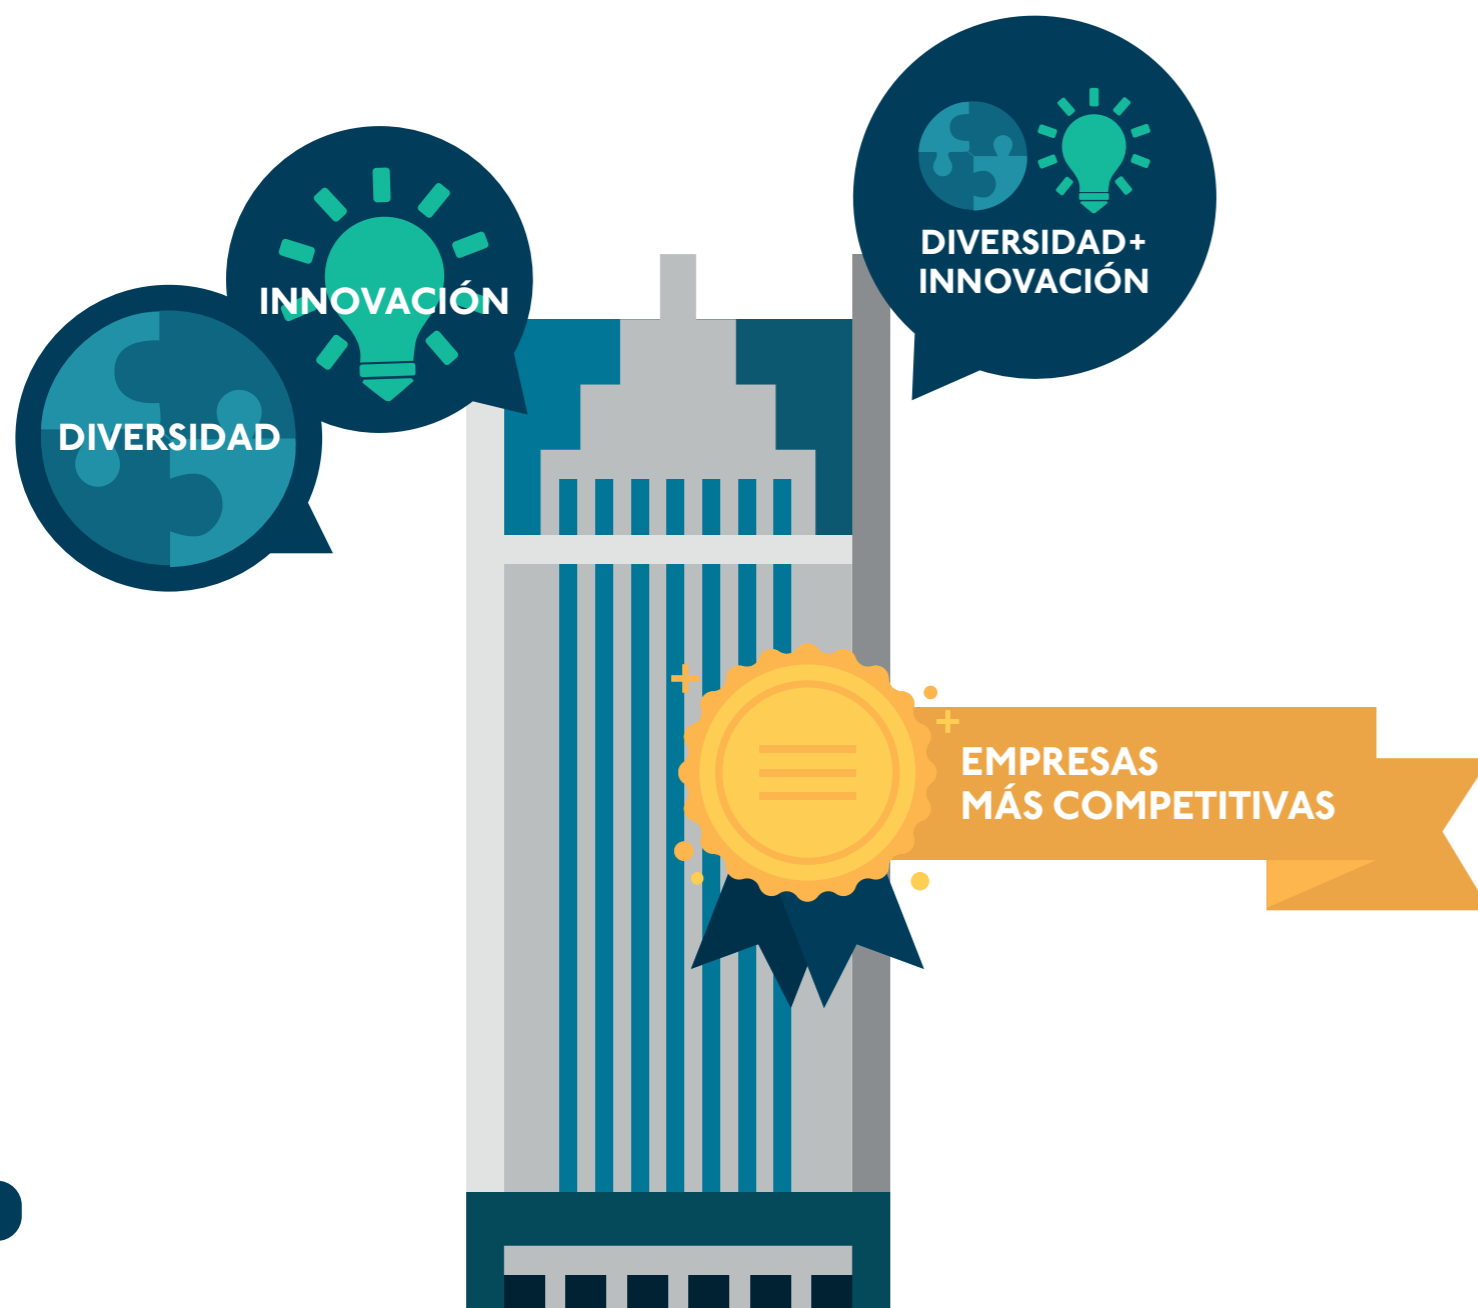 DIVERSIDAD+
INNOVACIÓN
INNOVACIÓN
DIVERSIDAD
EMPRESAS
MÁS COMPETITIVAS